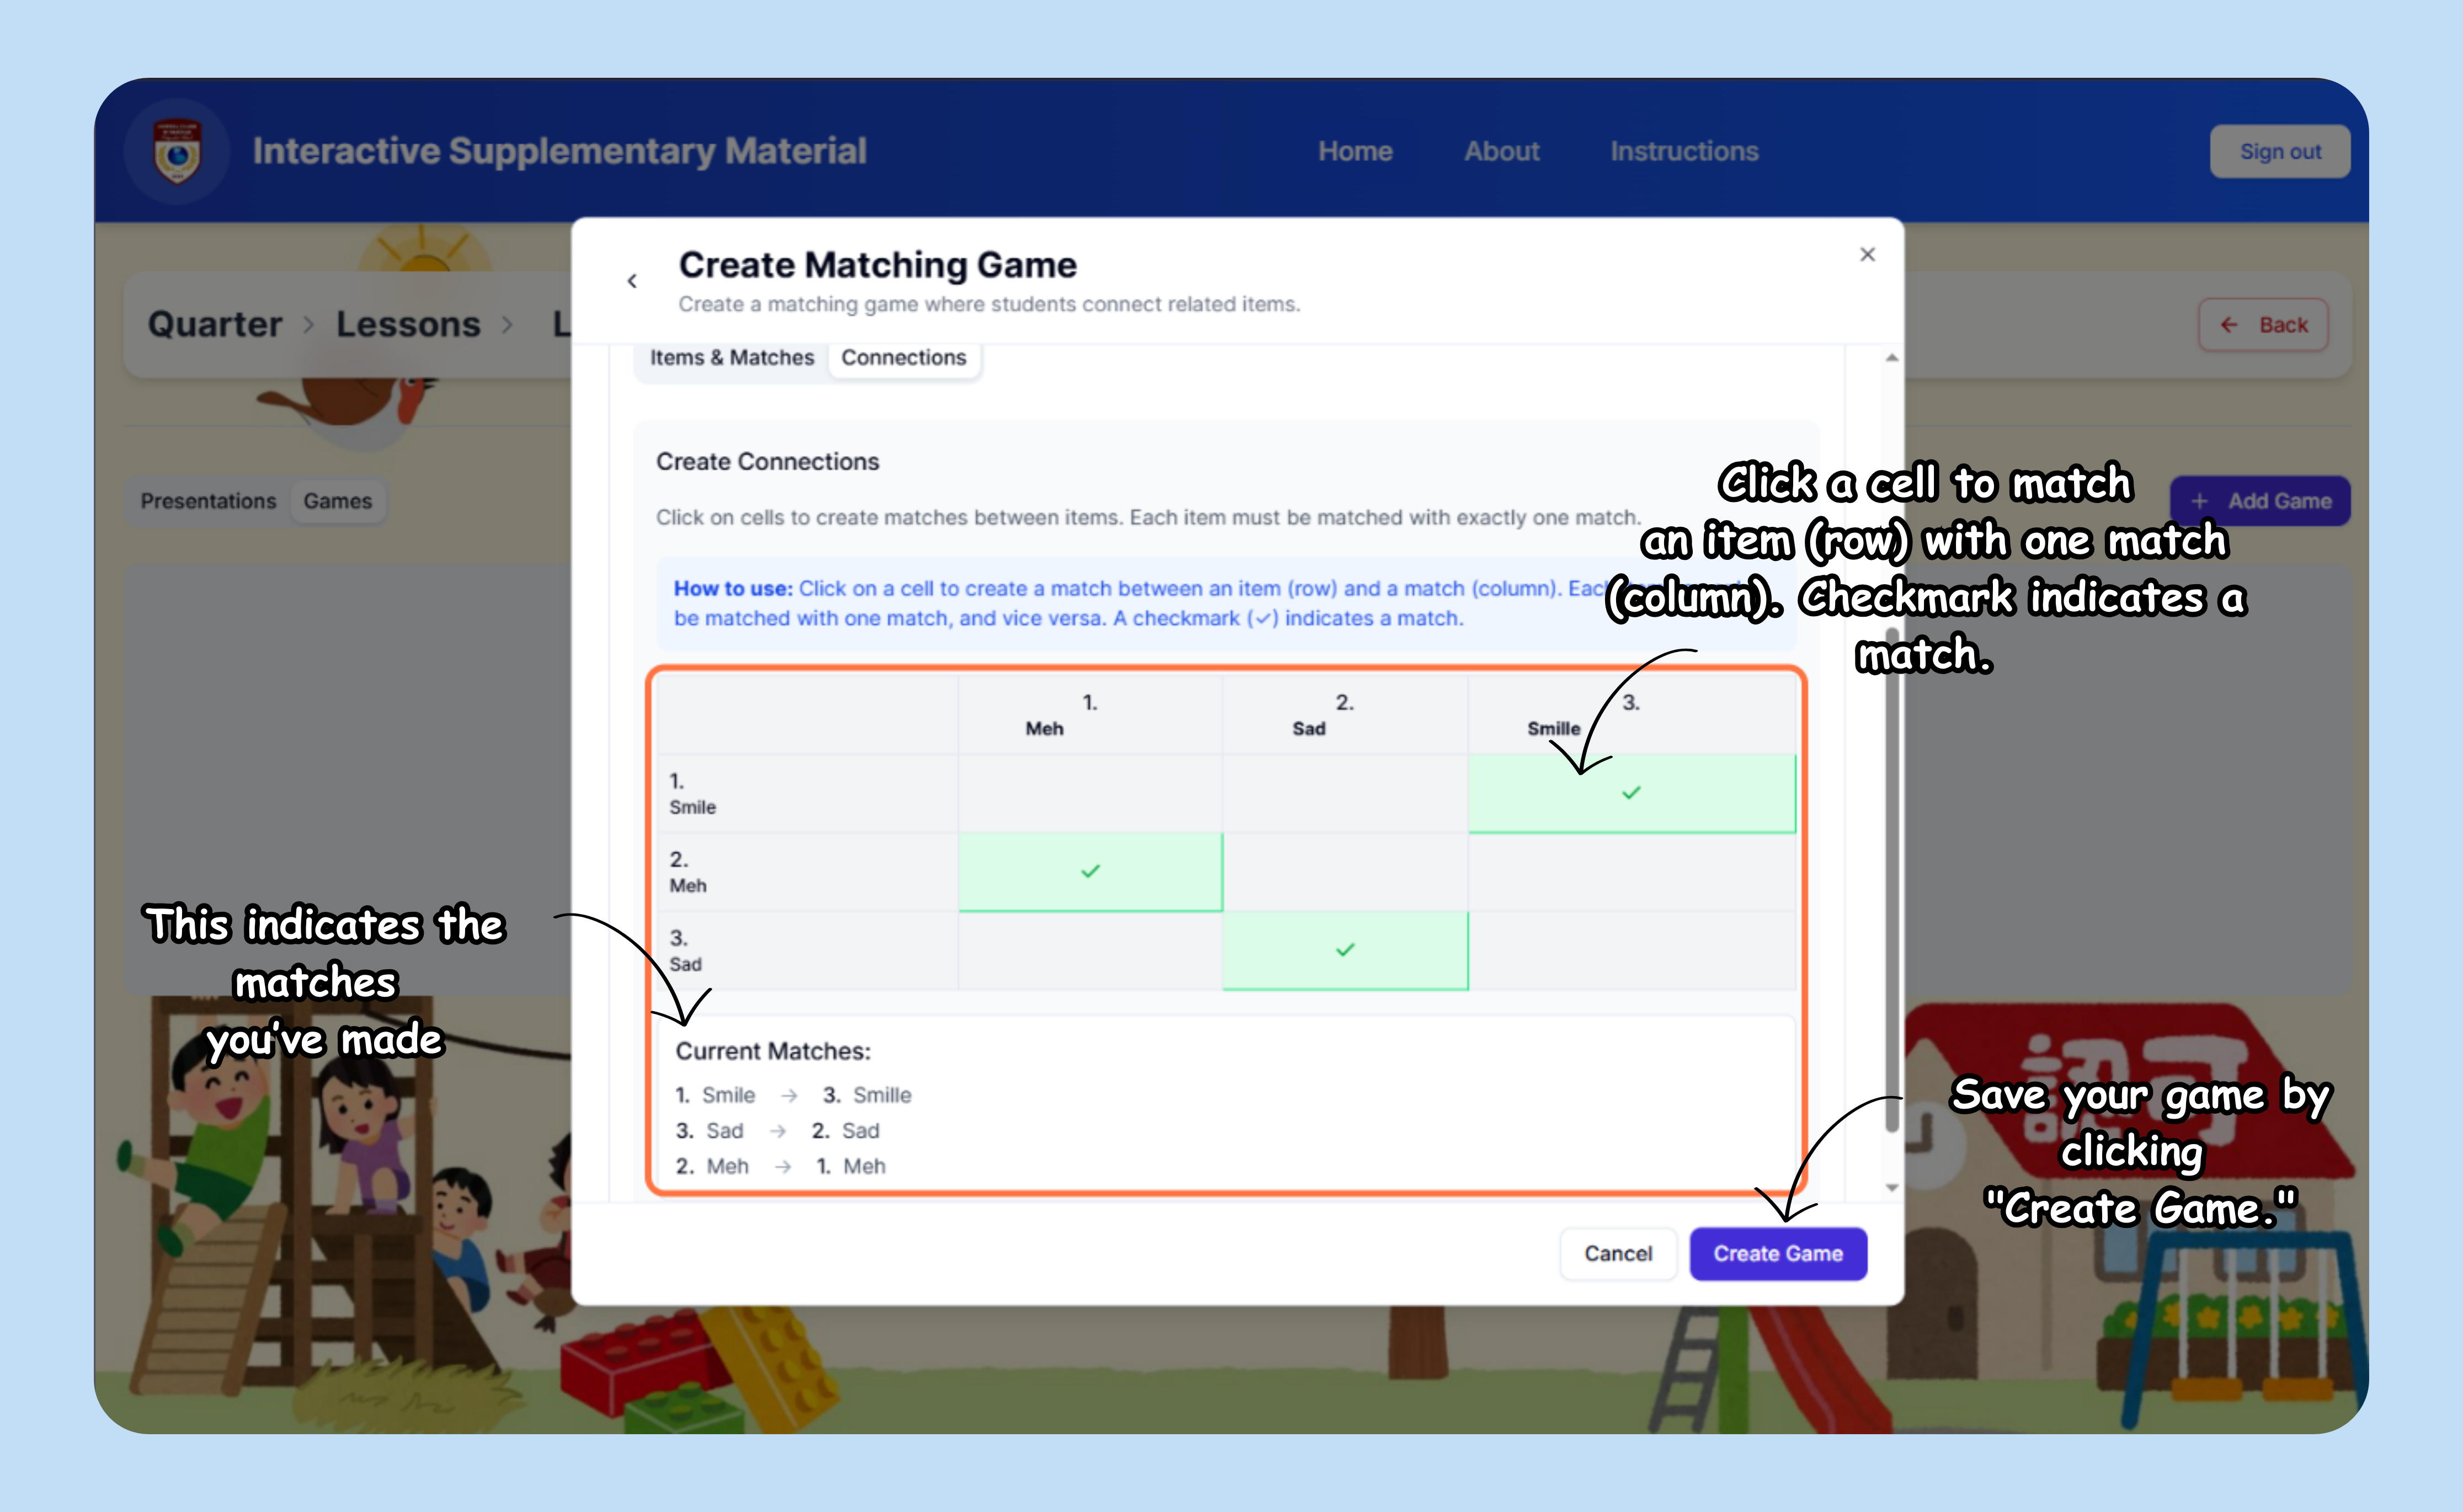 Interactive Supplementary Material
Home
About
Instructions
Sign out
Quarter > Lessons > L
← Back
Presentations
Games
+ Add Game
Create Matching Game
Create a matching game where students connect related items.
Items & Matches
Connections
Create Connections
Click on cells to create matches between items. Each item must be matched with exactly one match.
How to use: Click on a cell to create a match between an item (row) and a match (column). Each
be matched with one match, and vice versa. A checkmark (✓) indicates a match.
Click a cell to match
an item (row) with one match
(column). Checkmark indicates a
match.
1.
Meh
2.
Sad
3.
Smille
1.
Smile
✓
2.
Meh
✓
3.
Sad
✓
This indicates the
matches
you've made
Current Matches:
1. Smile → 3. Smille
3. Sad → 2. Sad
2. Meh → 1. Meh
Save your game by
clicking
"Create Game."
Cancel
Create Game
認可